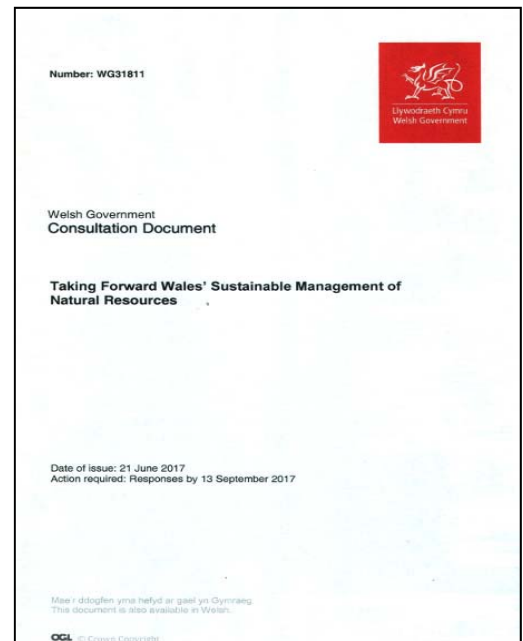 Number: WG31811
Llywodraeth Cymru
Welsh Government
Welsh Government
Consultation Document
Taking Forward Wales' Sustainable Management of
Natural Resources
Date of issue: 21 June 2017
Action required: Responses by 13 September 2017
Mae'r ddogfen yma hefyd ar gael yn Gymraeg.
This document is also available in Welsh.
OGL © Crown Copyright